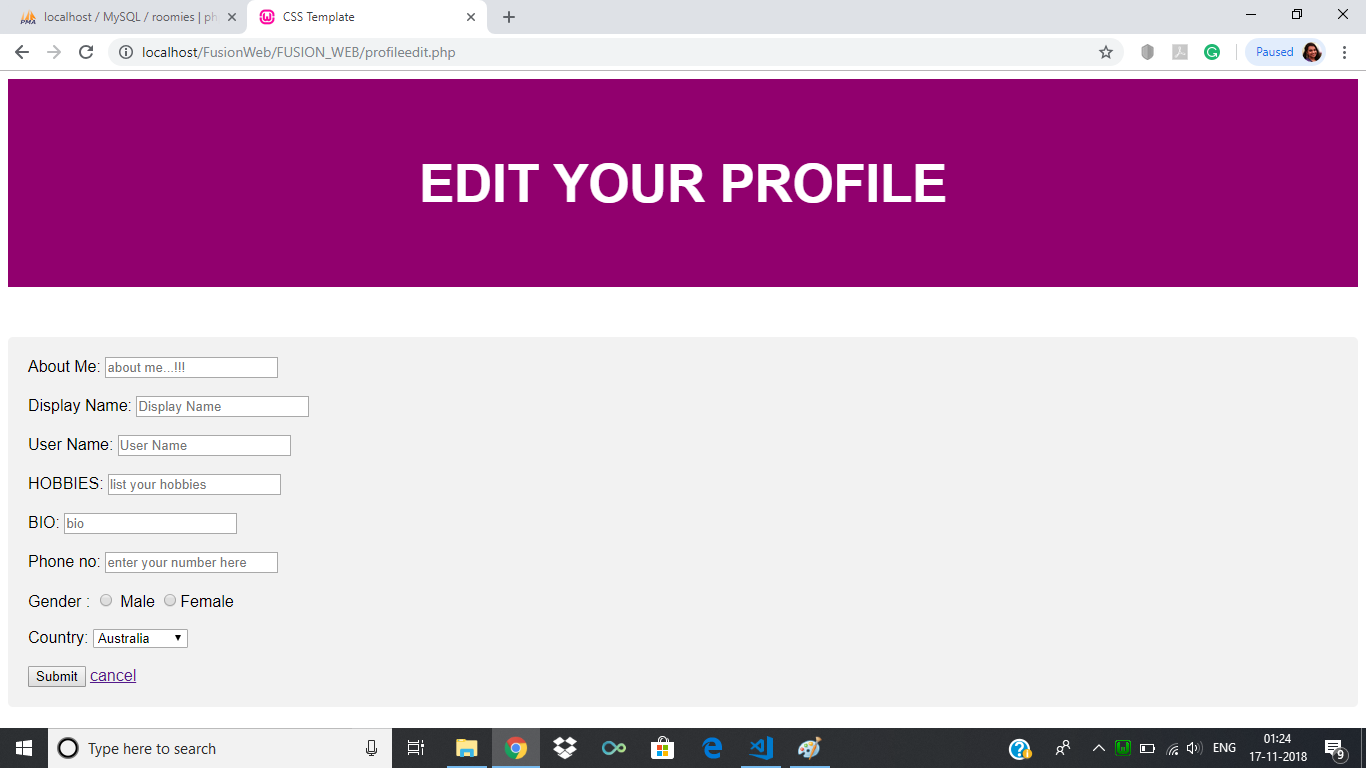 localhost / MySQL / roomies | ph
CSS Template
localhost/FusionWeb/FUSION_WEB/profileedit.php
Paused
EDIT YOUR PROFILE
About Me: about me...!!!
Display Name: Display Name
User Name: User Name
HOBBIES: list your hobbies
BIO: bio
Phone no: enter your number here
Gender : Male Female
Country: Australia
Submit cancel
Type here to search
ENG
01:24
17-11-2018
9